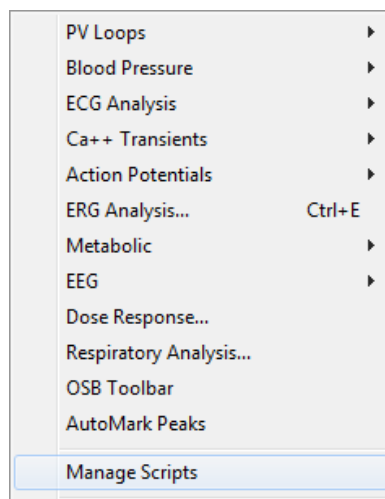 PV Loops
Blood Pressure
ECG Analysis
Ca++ Transients
Action Potentials
ERG Analysis... Ctrl+E
Metabolic
EEG
Dose Response...
Respiratory Analysis...
OSB Toolbar
AutoMark Peaks
Manage Scripts